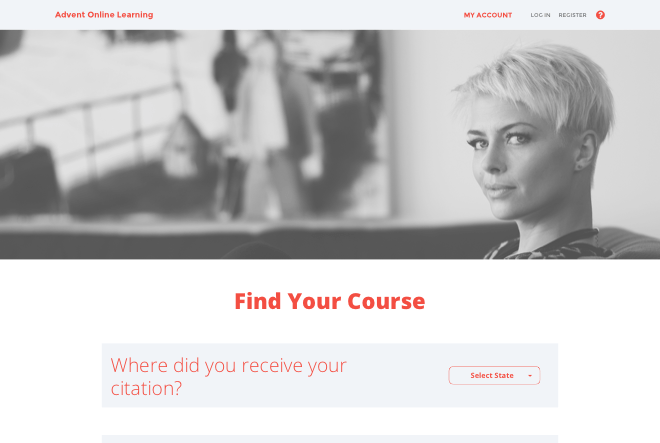 Advent Online Learning
MY ACCOUNT LOG IN REGISTER ?
Find Your Course
Where did you receive your
citation?
Select State